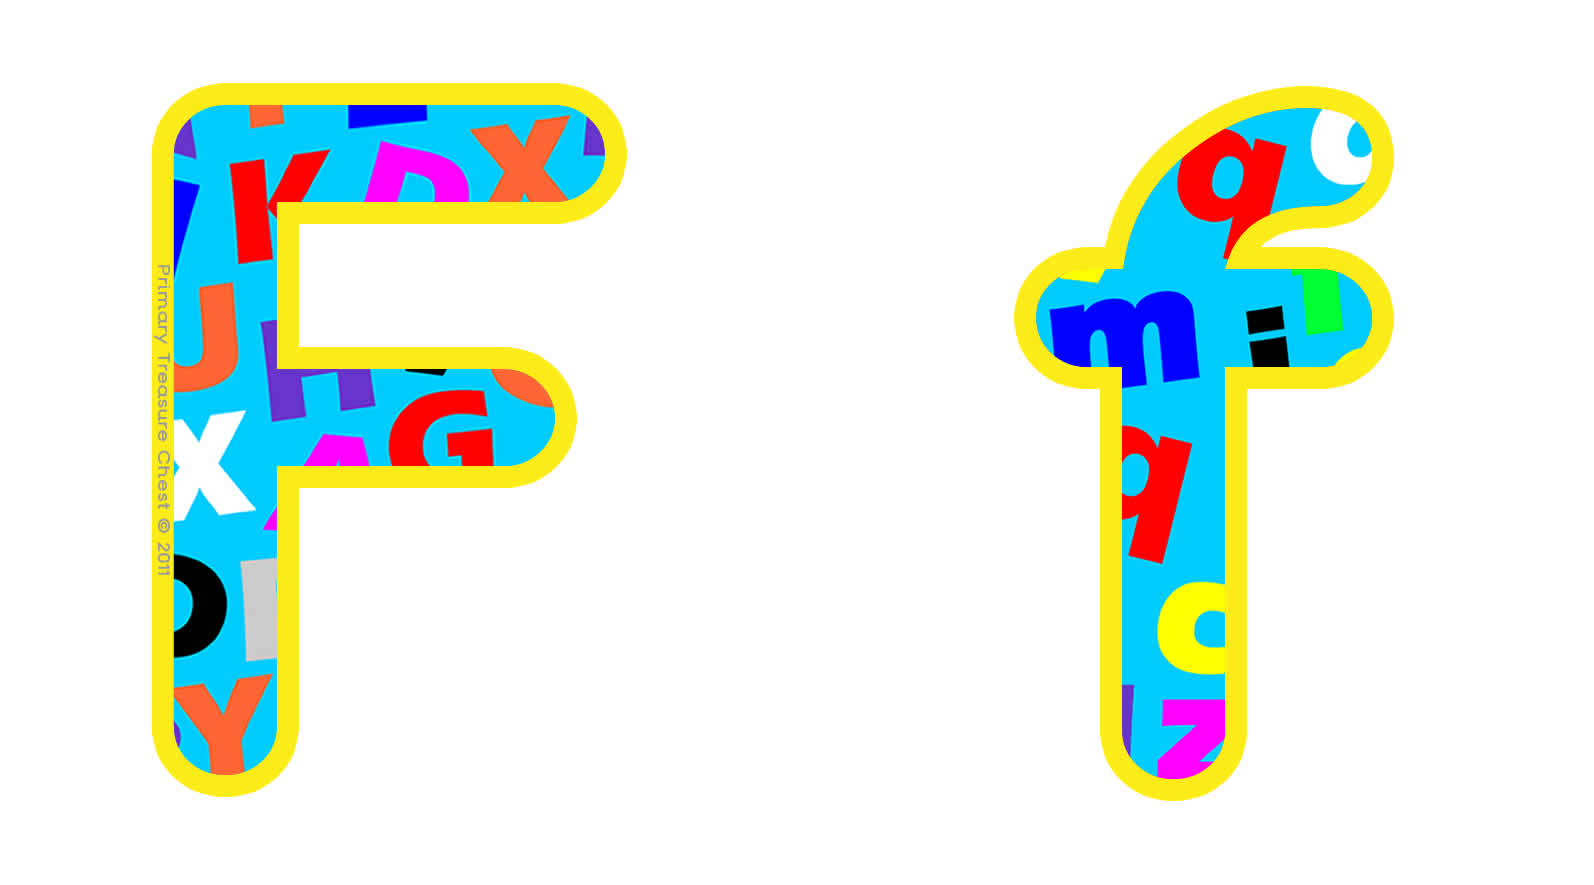 F f
Primary Treasure Chest © 2011
K D X
U H
X A G
D
Y
q c
m i
q
c
z